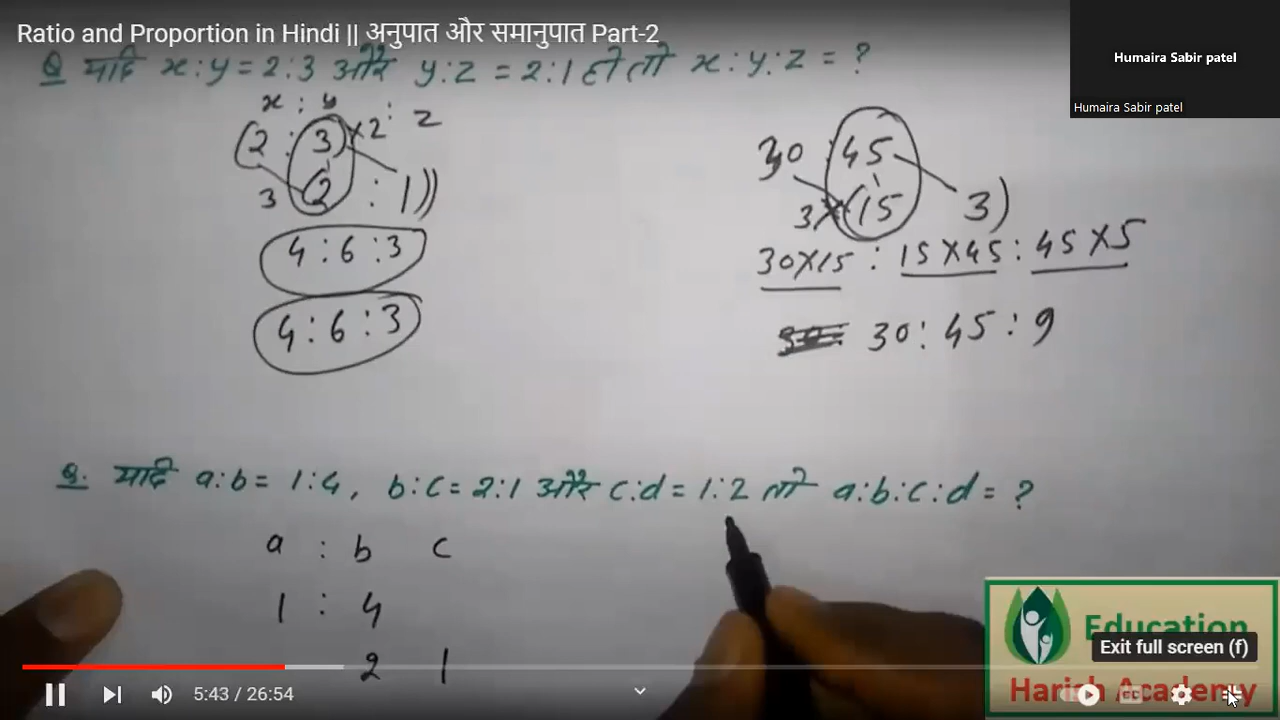 Ratio and Proportion in Hindi || अनुपात और समानुपात Part-2
Humaira Sabir patel
Humaira Sabir patel
Q यदि x:y=2:3 और y:z=2:1 हो तो x:y:z=?
x : y : z
(2 : 3)×2
3 (2 : 1))
4:6:3
4:6:3
30 : 45
3×(15 3)
30×15 : 15×45 : 45×5
30:45:9
Q. यदि a:b=1:4, b:c=2:1 और c:d=1:2 तो a:b:c:d=?
a : b c
1 : 4
2 1
Education
Exit full screen (f)
Harish Academy
5:43 / 26:54